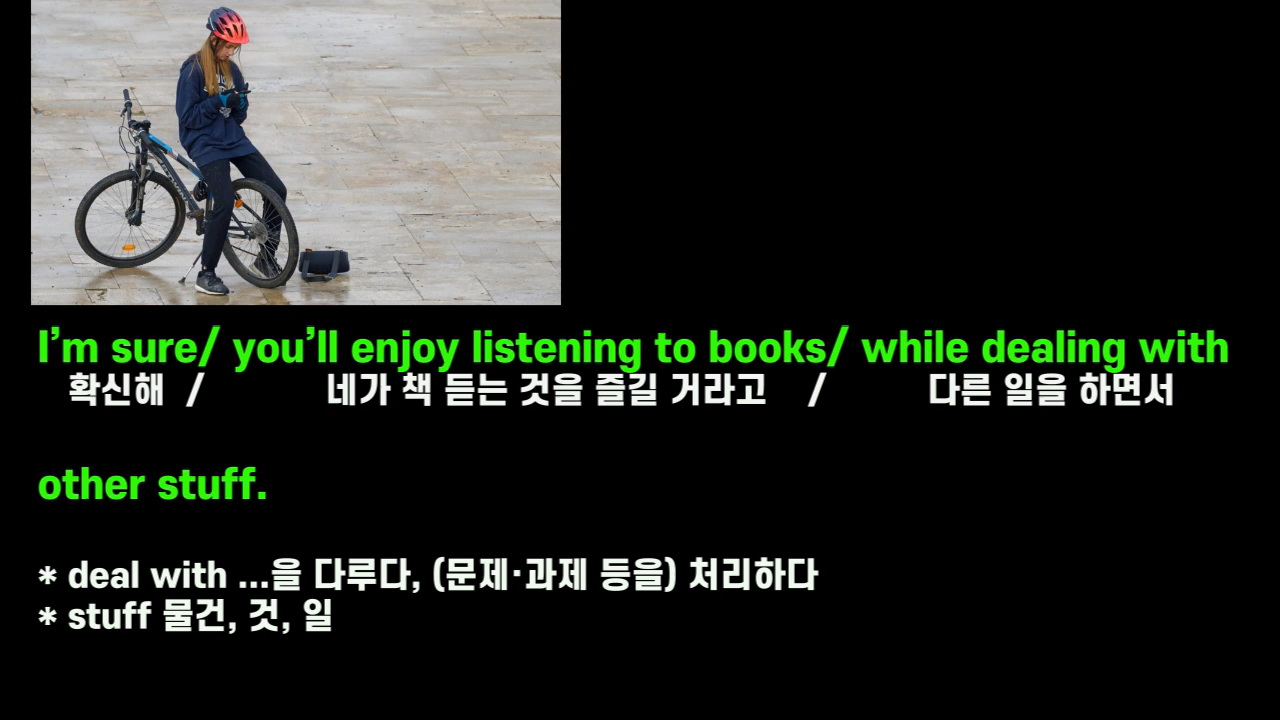 I’m sure/ you’ll enjoy listening to books/ while dealing with
확신해 / 네가 책 듣는 것을 즐길 거라고 / 다른 일을 하면서
other stuff.
* deal with ...을 다루다, (문제·과제 등을) 처리하다
* stuff 물건, 것, 일